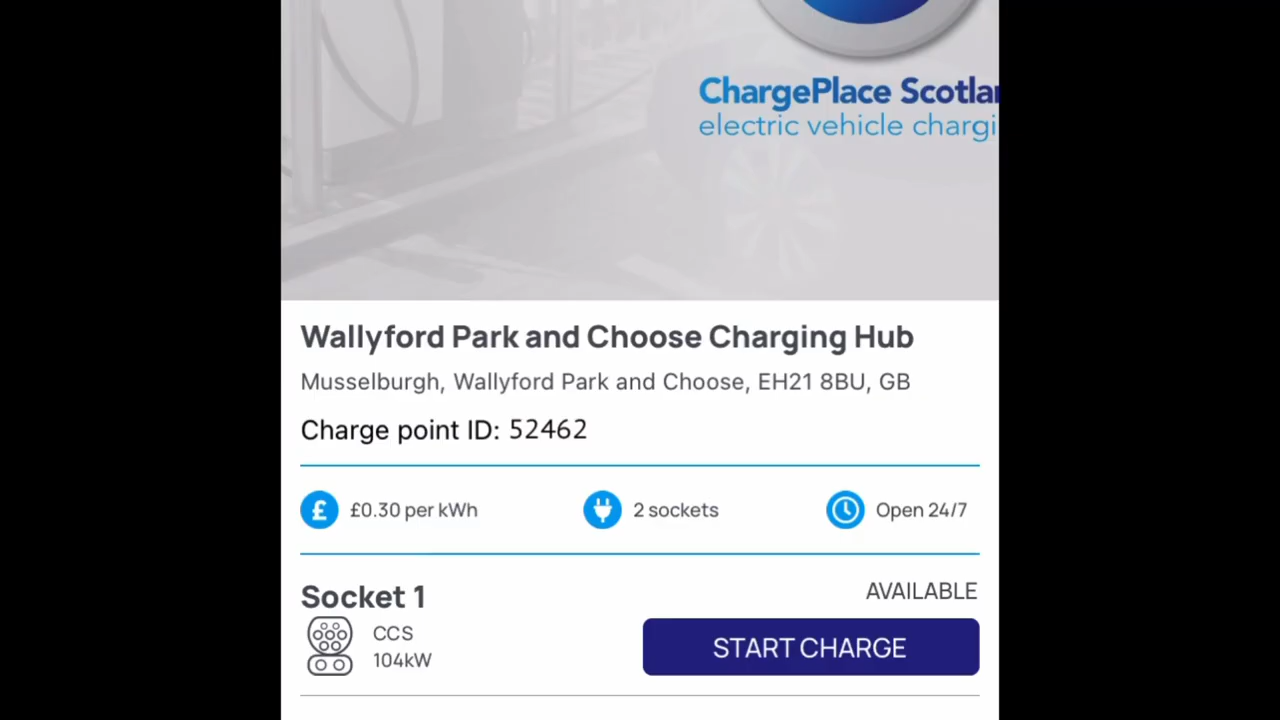 ChargePlace Scotlan
electric vehicle chargi
Wallyford Park and Choose Charging Hub
Musselburgh, Wallyford Park and Choose, EH21 8BU, GB
Charge point ID: 52462
£ £0.30 per kWh 2 sockets Open 24/7
Socket 1 AVAILABLE
CCS
104kW
START CHARGE